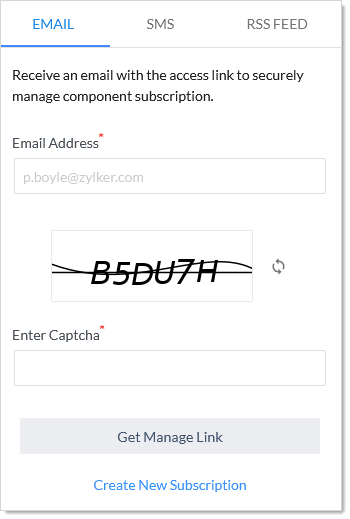 EMAIL SMS RSS FEED
Receive an email with the access link to securely
manage component subscription.
Email Address*
p.boyle@zylker.com
B5DU7H
Enter Captcha*
Get Manage Link
Create New Subscription